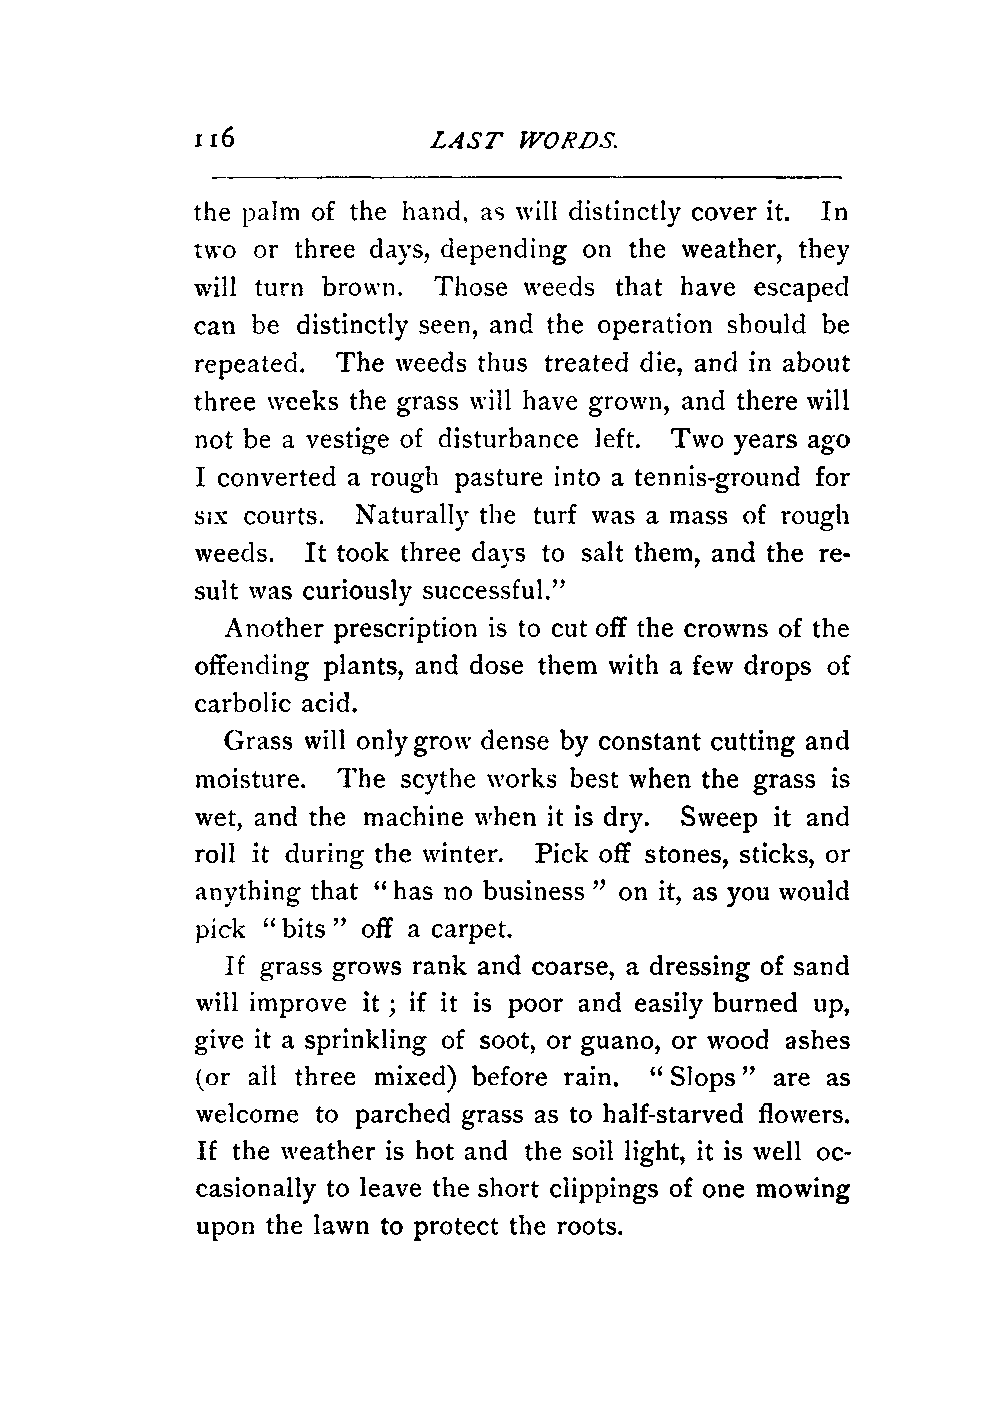 116 LAST WORDS.
the palm of the hand, as will distinctly cover it. In
two or three days, depending on the weather, they
will turn brown. Those weeds that have escaped
can be distinctly seen, and the operation should be
repeated. The weeds thus treated die, and in about
three weeks the grass will have grown, and there will
not be a vestige of disturbance left. Two years ago
I converted a rough pasture into a tennis-ground for
six courts. Naturally the turf was a mass of rough
weeds. It took three days to salt them, and the re-
sult was curiously successful.”
Another prescription is to cut off the crowns of the
offending plants, and dose them with a few drops of
carbolic acid.
Grass will only grow dense by constant cutting and
moisture. The scythe works best when the grass is
wet, and the machine when it is dry. Sweep it and
roll it during the winter. Pick off stones, sticks, or
anything that “has no business” on it, as you would
pick “bits” off a carpet.
If grass grows rank and coarse, a dressing of sand
will improve it; if it is poor and easily burned up,
give it a sprinkling of soot, or guano, or wood ashes
(or all three mixed) before rain. “Slops” are as
welcome to parched grass as to half-starved flowers.
If the weather is hot and the soil light, it is well oc-
casionally to leave the short clippings of one mowing
upon the lawn to protect the roots.